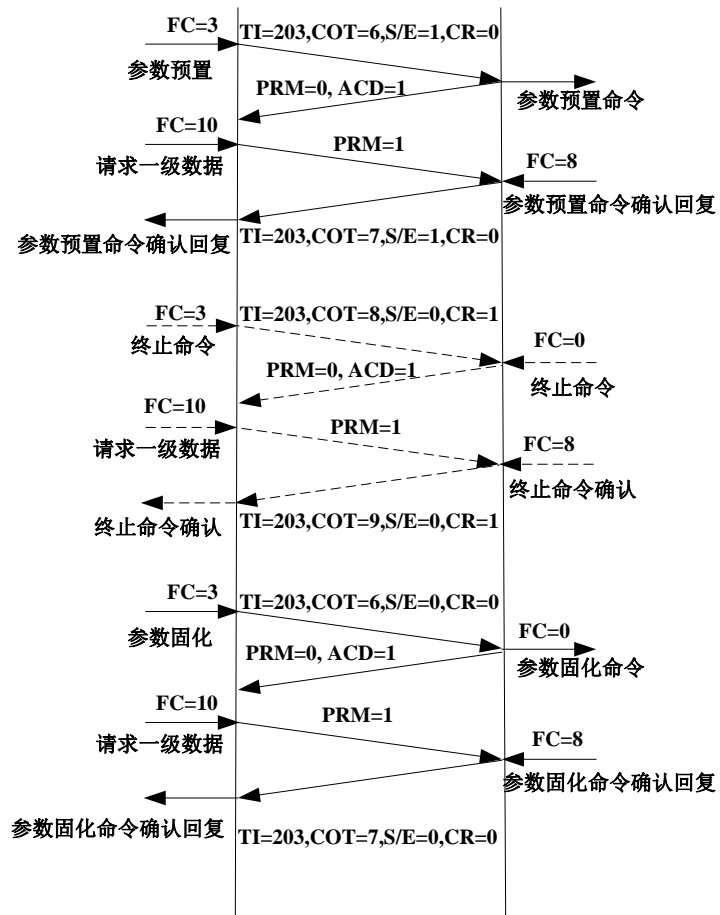 FC=3
TI=203,COT=6,S/E=1,CR=0
参数预置
PRM=0, ACD=1
参数预置命令
FC=10
PRM=1
请求一级数据
FC=8
参数预置命令确认回复
参数预置命令确认回复
TI=203,COT=7,S/E=1,CR=0
FC=3
TI=203,COT=8,S/E=0,CR=1
终止命令
FC=0
PRM=0, ACD=1
终止命令
FC=10
PRM=1
请求一级数据
FC=8
终止命令确认
终止命令确认
TI=203,COT=9,S/E=0,CR=1
FC=3
TI=203,COT=6,S/E=0,CR=0
参数固化
FC=0
PRM=0, ACD=1
参数固化命令
FC=10
PRM=1
请求一级数据
FC=8
参数固化命令确认回复
参数固化命令确认回复
TI=203,COT=7,S/E=0,CR=0